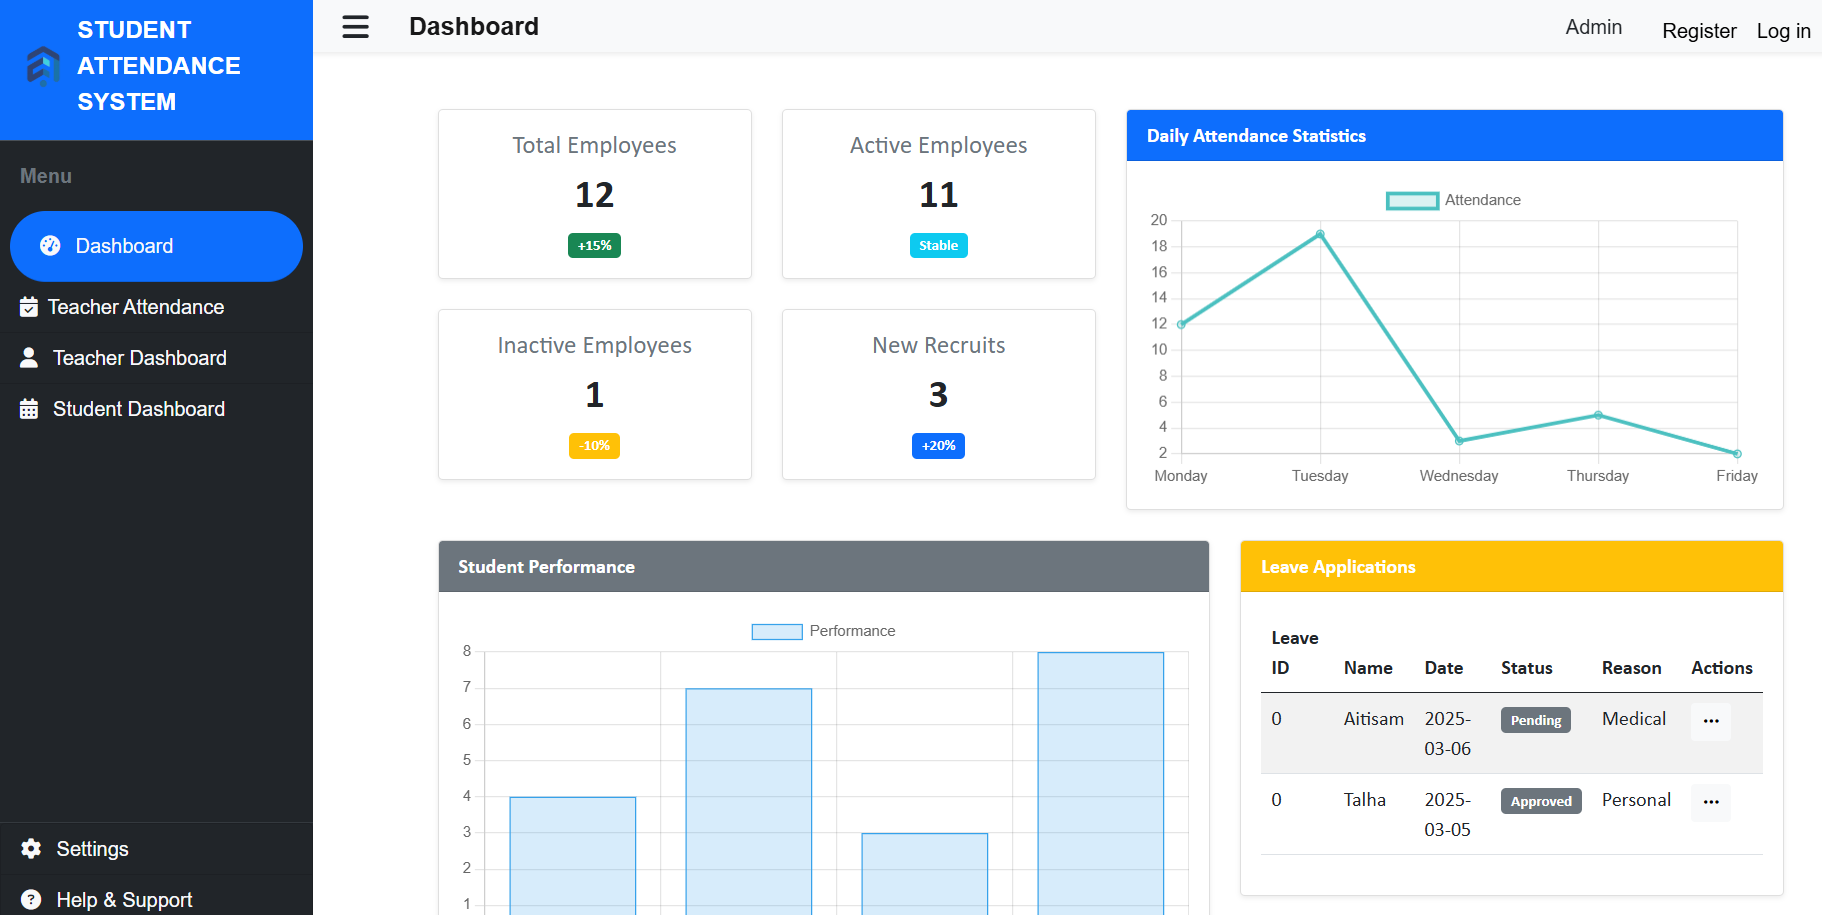 STUDENT
ATTENDANCE
SYSTEM
Menu
Dashboard
Teacher Attendance
Teacher Dashboard
Student Dashboard
Settings
Help & Support
Dashboard
Admin
Register
Log in
Total Employees
12
+15%
Active Employees
11
Stable
Inactive Employees
1
-10%
New Recruits
3
+20%
Daily Attendance Statistics
Attendance
20
18
16
14
12
10
8
6
4
2
Monday Tuesday Wednesday Thursday Friday
Student Performance
Performance
8
7
6
5
4
3
2
1
Leave Applications
Leave
ID Name Date Status Reason Actions
0 Aitisam 2025- Pending Medical ...
03-06
0 Talha 2025- Approved Personal ...
03-05